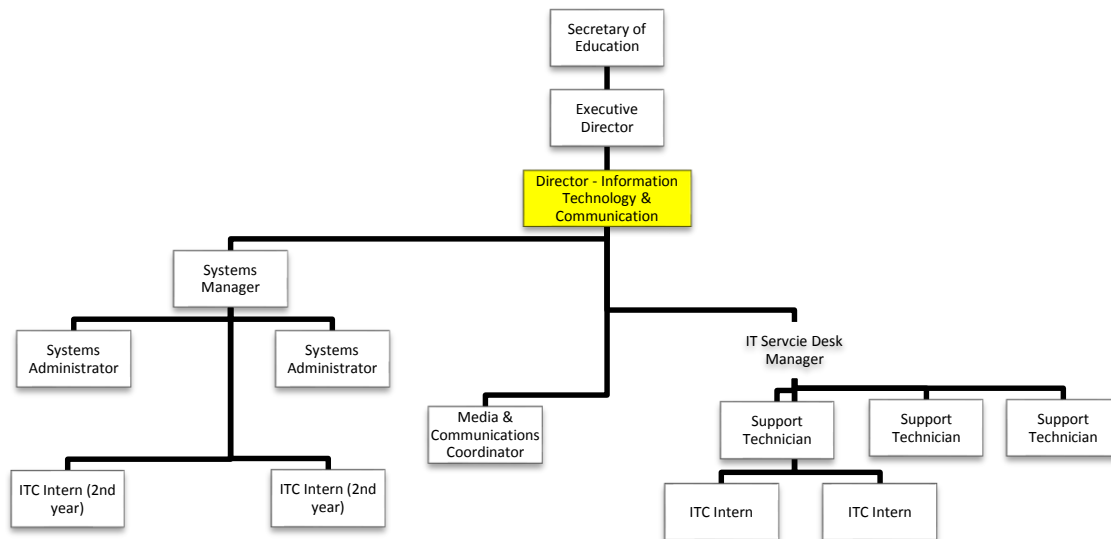 Secretary of
Education
Executive
Director
Director - Information
Technology &
Communication
Systems
Manager
Systems
Administrator
Systems
Administrator
IT Servcie Desk
Manager
Media &
Communications
Coordinator
Support
Technician
Support
Technician
Support
Technician
ITC Intern (2nd
year)
ITC Intern (2nd
year)
ITC Intern
ITC Intern